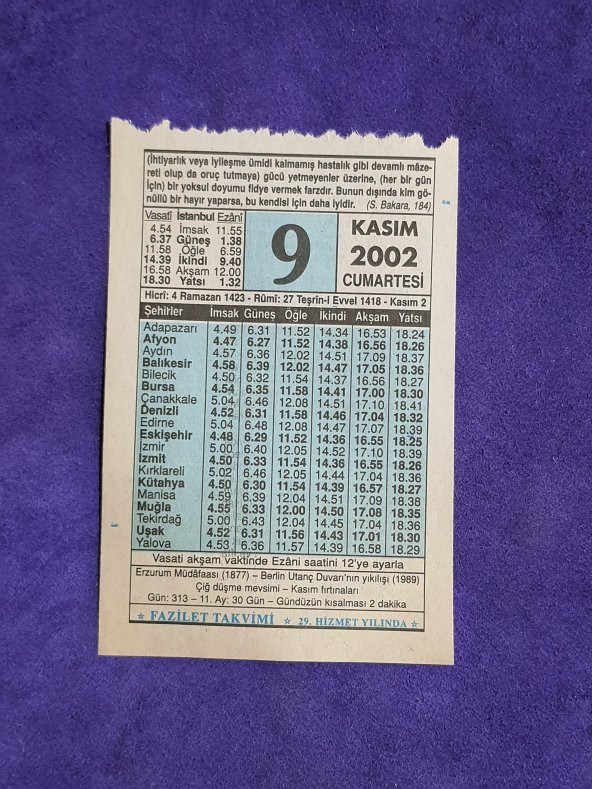 (İhtiyarlık veya iyileşme ümidi kalmamış hastalık gibi devamlı mâze-
reti olup da oruç tutmaya) gücü yetmeyenler üzerine, (her bir gün
için) bir yoksul doyumu fidye vermek farzdır. Bunun dışında kim gö-
nüllü bir hayır yaparsa, bu kendisi için daha iyidir. (S. Bakara, 184)
Vasatî İstanbul Ezânî
4.54 İmsak 11.55
6.37 Güneş 1.38
11.58 Öğle 6.59
14.39 İkindi 9.40
16.58 Akşam 12.00
18.30 Yatsı 1.32
9
KASIM
2002
CUMARTESİ
Hicrî: 4 Ramazan 1423 - Rûmî: 27 Teşrîn-i Evvel 1418 - Kasım 2
Şehirler İmsak Güneş Öğle İkindi Akşam Yatsı
Adapazarı 4.49 6.31 11.52 14.34 16.53 18.24
Afyon 4.47 6.27 11.52 14.38 16.56 18.26
Aydın 4.57 6.36 12.02 14.51 17.09 18.37
Balıkesir 4.58 6.39 12.02 14.47 17.05 18.36
Bilecik 4.50 6.32 11.54 14.37 16.56 18.27
Bursa 4.54 6.35 11.58 14.41 17.00 18.30
Çanakkale 5.04 6.46 12.08 14.51 17.10 18.41
Denizli 4.52 6.31 11.58 14.46 17.04 18.32
Edirne 5.04 6.48 12.08 14.47 17.07 18.39
Eskişehir 4.48 6.29 11.52 14.36 16.55 18.25
İzmir 5.00 6.40 12.05 14.52 17.10 18.39
İzmit 4.50 6.33 11.54 14.36 16.55 18.26
Kırklareli 5.02 6.46 12.05 14.44 17.04 18.36
Kütahya 4.50 6.30 11.54 14.39 16.57 18.27
Manisa 4.59 6.39 12.04 14.51 17.09 18.38
Muğla 4.55 6.33 12.00 14.50 17.08 18.35
Tekirdağ 5.00 6.43 12.04 14.45 17.04 18.36
Uşak 4.52 6.31 11.56 14.43 17.01 18.30
Yalova 4.53 6.36 11.57 14.39 16.58 18.29
Vasati akşam vaktinde Ezâni saatini 12'ye ayarla
Erzurum Müdâfaası (1877) – Berlin Utanç Duvarı'nın yıkılışı (1989)
Çiğ düşme mevsimi – Kasım fırtınaları
Gün: 313 – 11. Ay: 30 Gün – Gündüzün kısalması 2 dakika
☆ FAZİLET TAKVİMİ ☆ 29. HİZMET YILINDA ☆